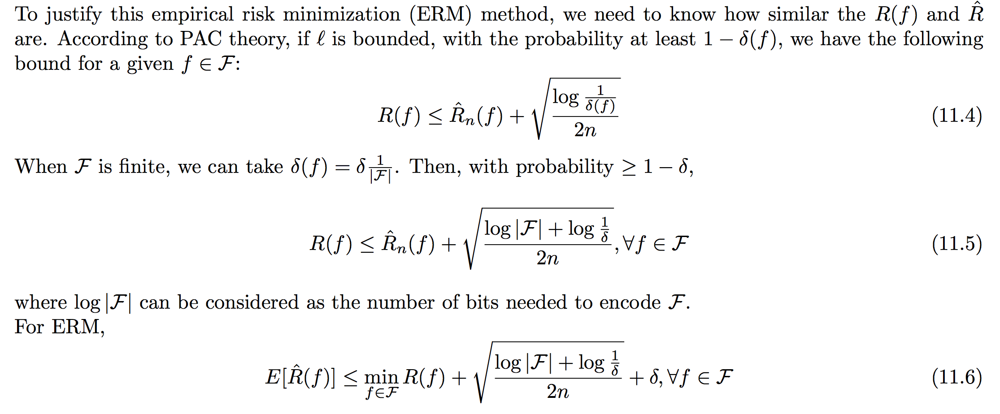 To justify this empirical risk minimization (ERM) method, we need to know how similar the $R(f)$ and $\hat{R}$
are. According to PAC theory, if $\ell$ is bounded, with the probability at least $1 - \delta(f)$, we have the following
bound for a given $f \in \mathcal{F}$:
$R(f) \leq \hat{R}_n(f) + \sqrt{\frac{\log \frac{1}{\delta(f)}}{2n}}$ (11.4)
When $\mathcal{F}$ is finite, we can take $\delta(f) = \delta \frac{1}{|\mathcal{F}|}$. Then, with probability $\geq 1 - \delta$,
$R(f) \leq \hat{R}_n(f) + \sqrt{\frac{\log |\mathcal{F}| + \log \frac{1}{\delta}}{2n}}, \forall f \in \mathcal{F}$ (11.5)
where $\log |\mathcal{F}|$ can be considered as the number of bits needed to encode $\mathcal{F}$.
For ERM,
$E[\hat{R}(f)] \leq \min_{f \in \mathcal{F}} R(f) + \sqrt{\frac{\log |\mathcal{F}| + \log \frac{1}{\delta}}{2n}} + \delta, \forall f \in \mathcal{F}$ (11.6)